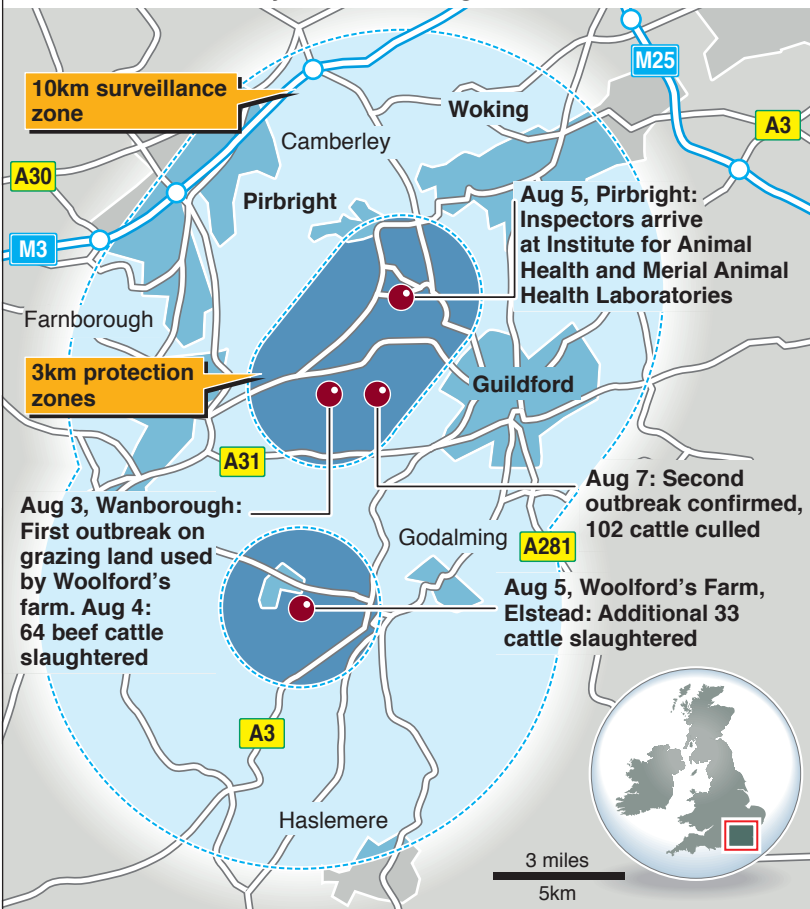 10km surveillance
zone
M25
Woking
A3
Camberley
A30
Pirbright
Aug 5, Pirbright:
Inspectors arrive
at Institute for Animal
Health and Merial Animal
Health Laboratories
M3
Farnborough
3km protection
zones
Guildford
A31
Aug 7: Second
outbreak confirmed,
102 cattle culled
Aug 3, Wanborough:
First outbreak on
grazing land used
by Woolford's
farm. Aug 4:
64 beef cattle
slaughtered
Godalming
A281
Aug 5, Woolford's Farm,
Elstead: Additional 33
cattle slaughtered
A3
Haslemere
3 miles
5km